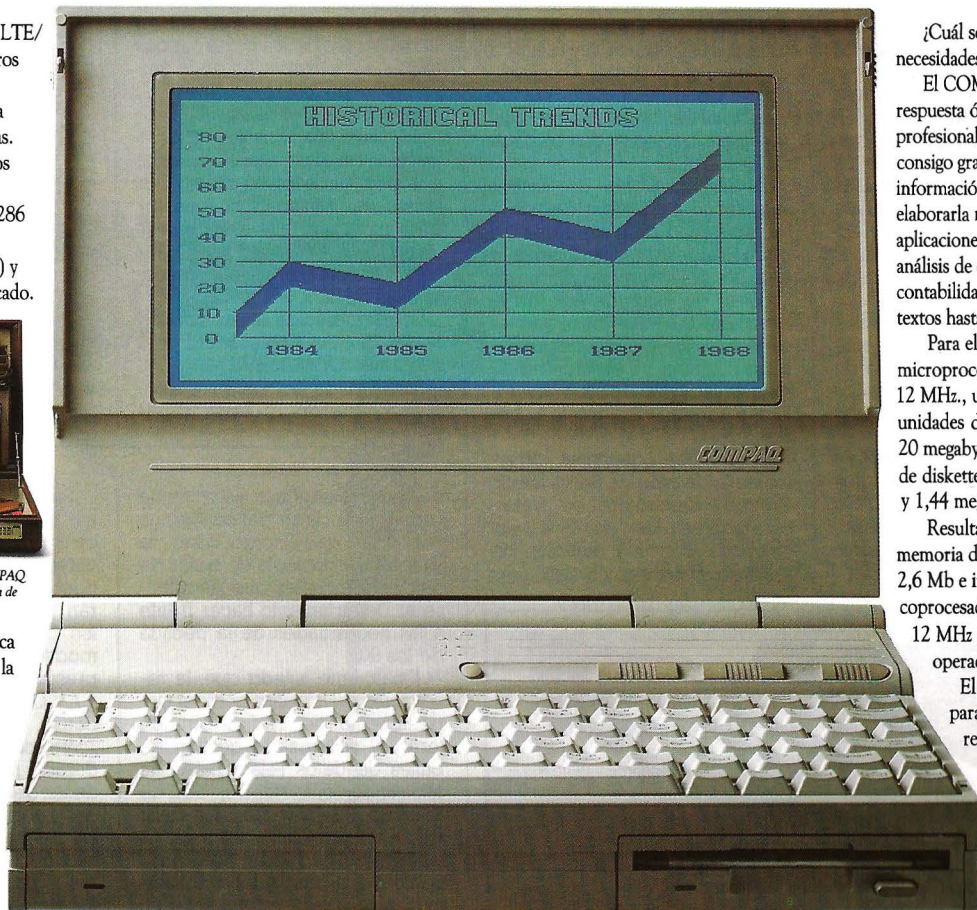 LTE/
ros
a
as.
os
286
) y
cado.
PAQ
a de
ca
la
HISTORICAL TRENDS
80
70
60
50
40
30
20
10
0
1984 1985 1986 1987 1988
COMPAQ
¿Cuál se
necesidades
El COM
respuesta ó
profesional
consigo gra
informació
elaborarla
aplicacione
análisis de
contabilida
textos hast
Para el
microproc
12 MHz., u
unidades d
20 megaby
de diskette
y 1,44 me
Resulta
memoria d
2,6 Mb e i
coprocesad
12 MHz
operad
El
para
re